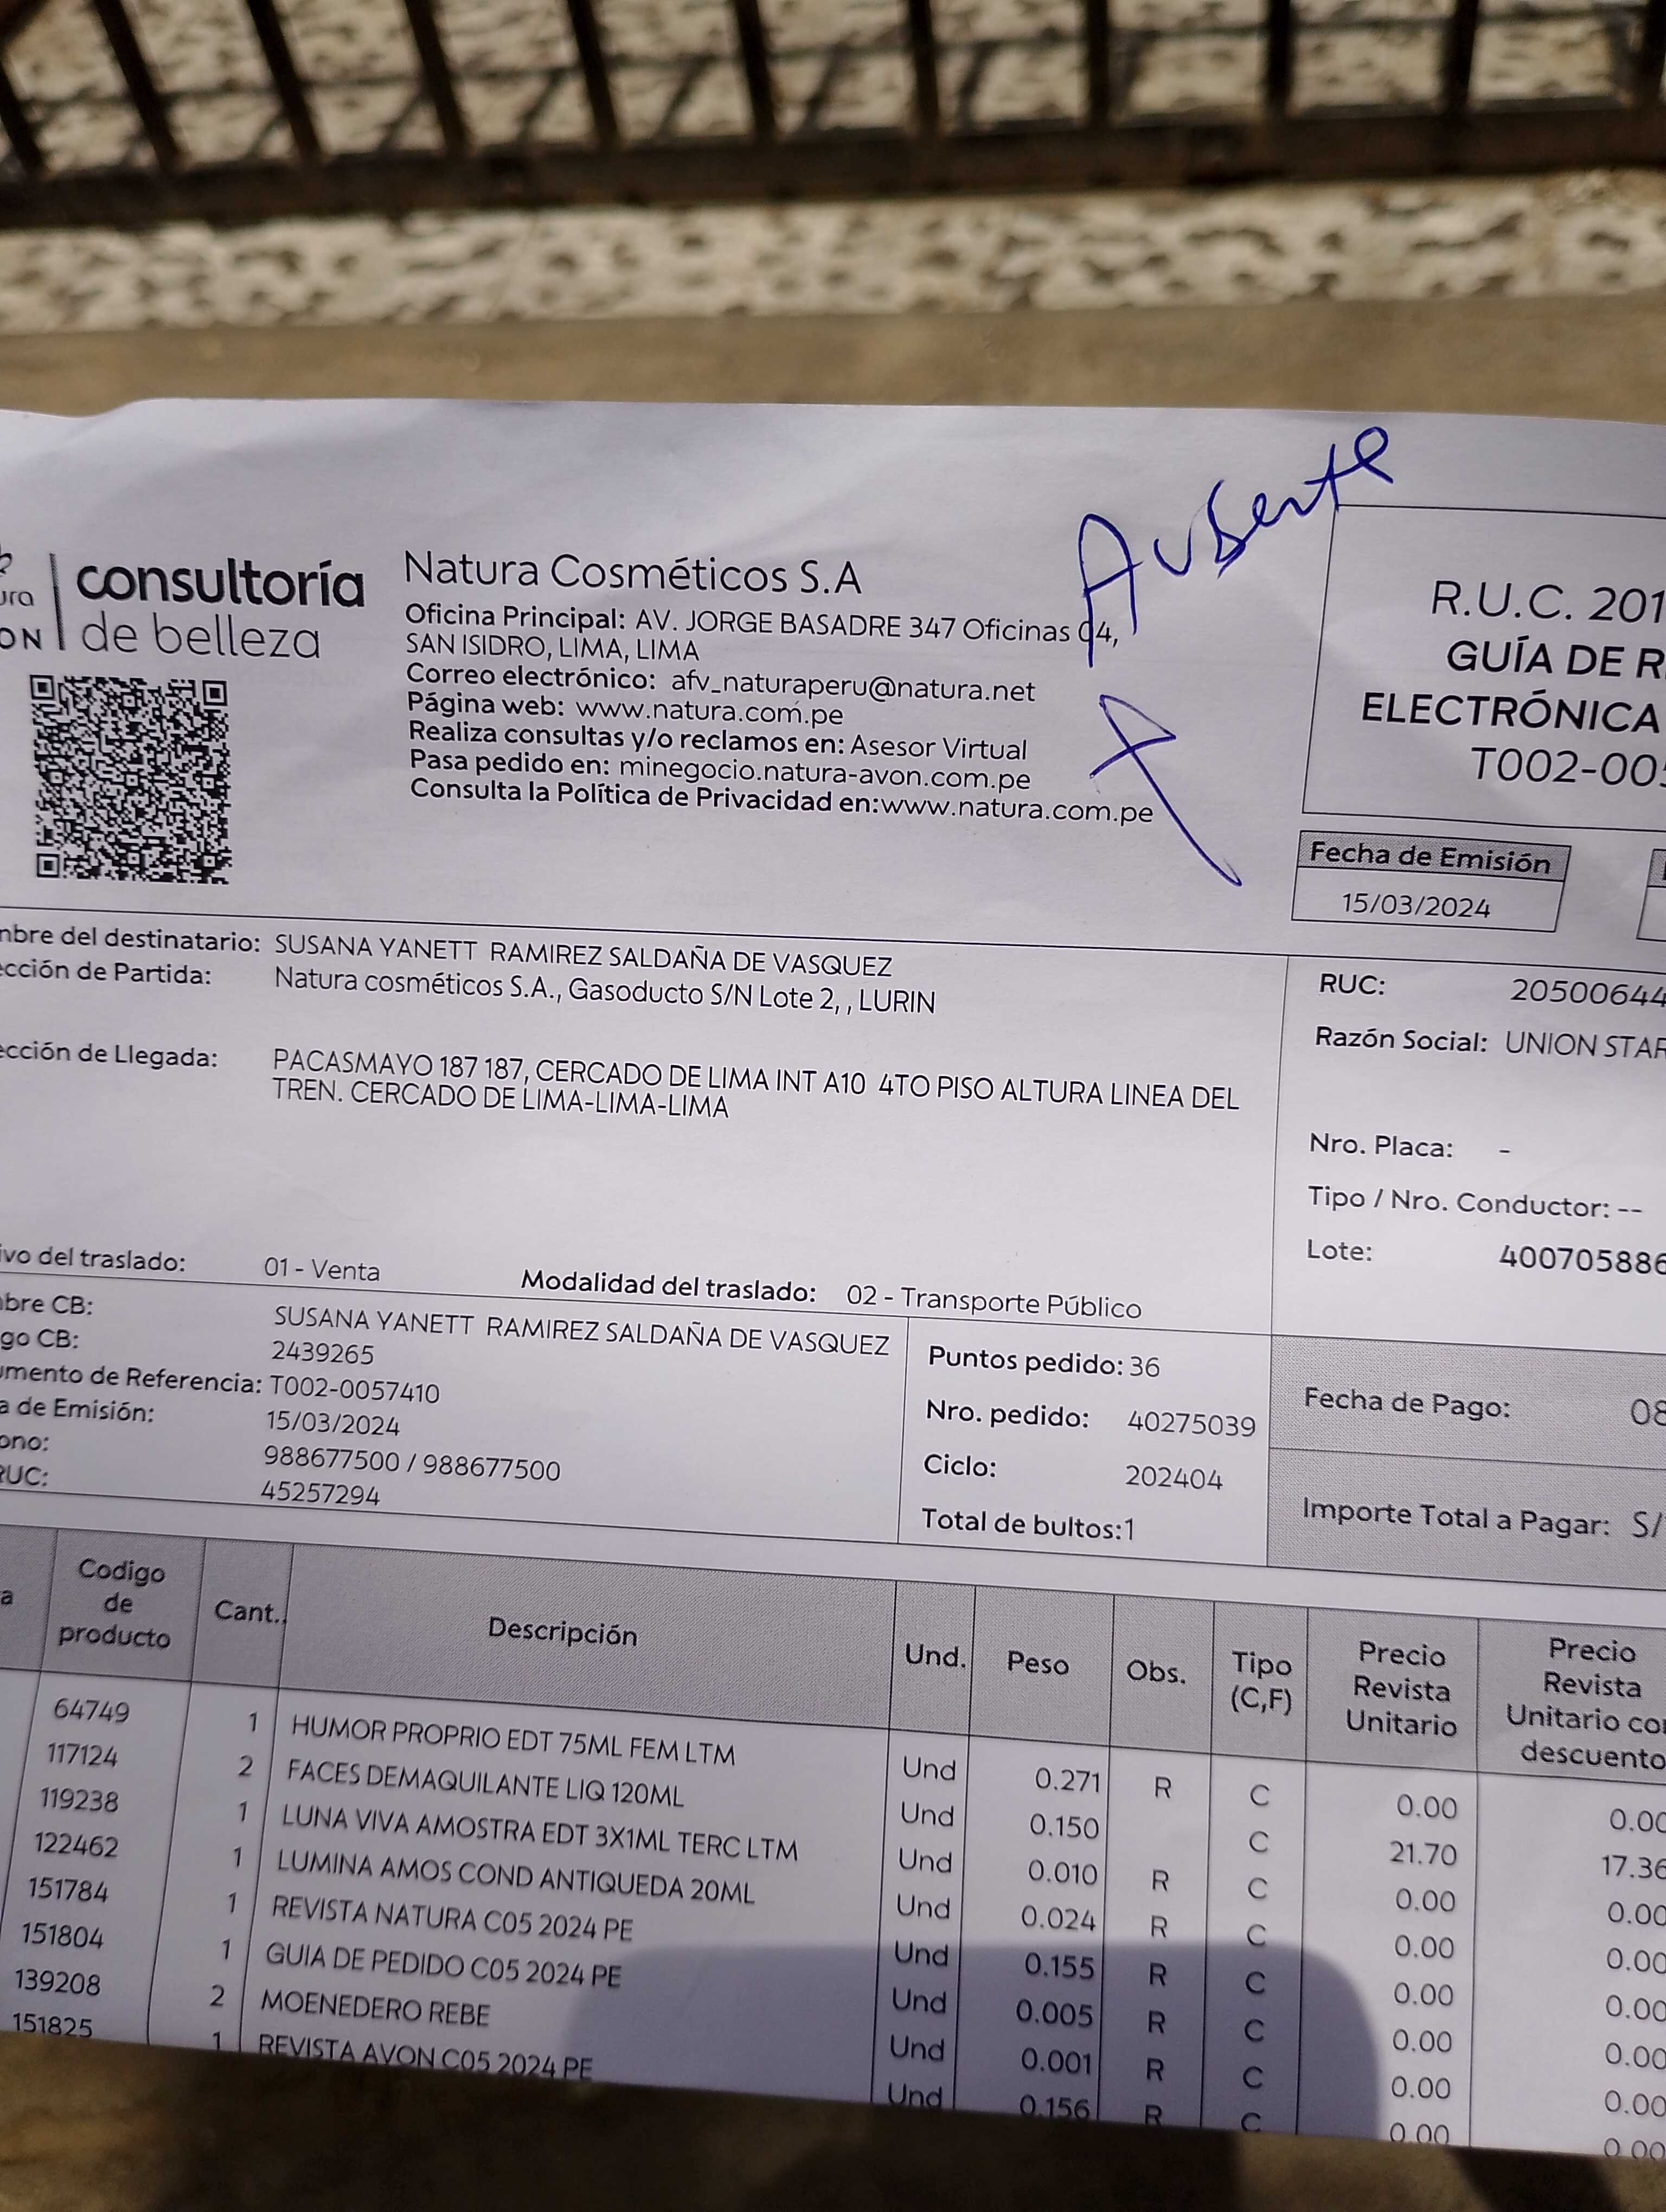 Ausente
consultoría
de belleza
Natura Cosméticos S.A
Oficina Principal: AV. JORGE BASADRE 347 Oficinas 04,
SAN ISIDRO, LIMA, LIMA
Correo electrónico: afv_naturaperu@natura.net
Página web: www.natura.com.pe
Realiza consultas y/o reclamos en: Asesor Virtual
Pasa pedido en: minegocio.natura-avon.com.pe
Consulta la Política de Privacidad en:www.natura.com.pe
R.U.C. 201
GUÍA DE R
ELECTRÓNICA
T002-005
Fecha de Emisión
15/03/2024
mbre del destinatario: SUSANA YANETT RAMIREZ SALDAÑA DE VASQUEZ
ección de Partida: Natura cosméticos S.A., Gasoducto S/N Lote 2, , LURIN
ección de Llegada: PACASMAYO 187 187, CERCADO DE LIMA INT A10 4TO PISO ALTURA LINEA DEL
TREN. CERCADO DE LIMA-LIMA-LIMA
RUC: 20500644
Razón Social: UNION STAR
Nro. Placa: -
Tipo / Nro. Conductor: --
Lote: 400705886
ivo del traslado: 01 - Venta Modalidad del traslado: 02 - Transporte Público
bre CB: SUSANA YANETT RAMIREZ SALDAÑA DE VASQUEZ
go CB: 2439265
umento de Referencia: T002-0057410
a de Emisión: 15/03/2024
ono: 988677500 / 988677500
RUC: 45257294
Puntos pedido: 36
Nro. pedido: 40275039
Ciclo: 202404
Total de bultos:1
Fecha de Pago: 08
Importe Total a Pagar: S/
a Codigo de producto Cant. Descripción Und. Peso Obs. Tipo (C,F) Precio Revista Unitario Precio Revista Unitario con descuento
64749 1 HUMOR PROPRIO EDT 75ML FEM LTM Und 0.271 R C 0.00 0.00
117124 2 FACES DEMAQUILANTE LIQ 120ML Und 0.150 C 21.70 17.36
119238 1 LUNA VIVA AMOSTRA EDT 3X1ML TERC LTM Und 0.010 R C 0.00 0.00
122462 1 LUMINA AMOS COND ANTIQUEDA 20ML Und 0.024 R C 0.00 0.00
151784 1 REVISTA NATURA C05 2024 PE Und 0.155 R C 0.00 0.00
151804 1 GUIA DE PEDIDO C05 2024 PE Und 0.005 R C 0.00 0.00
139208 2 MOENEDERO REBE Und 0.001 R C 0.00 0.00
151825 1 REVISTA AVON C05 2024 PE Und 0.156 R C 0.00 0.00